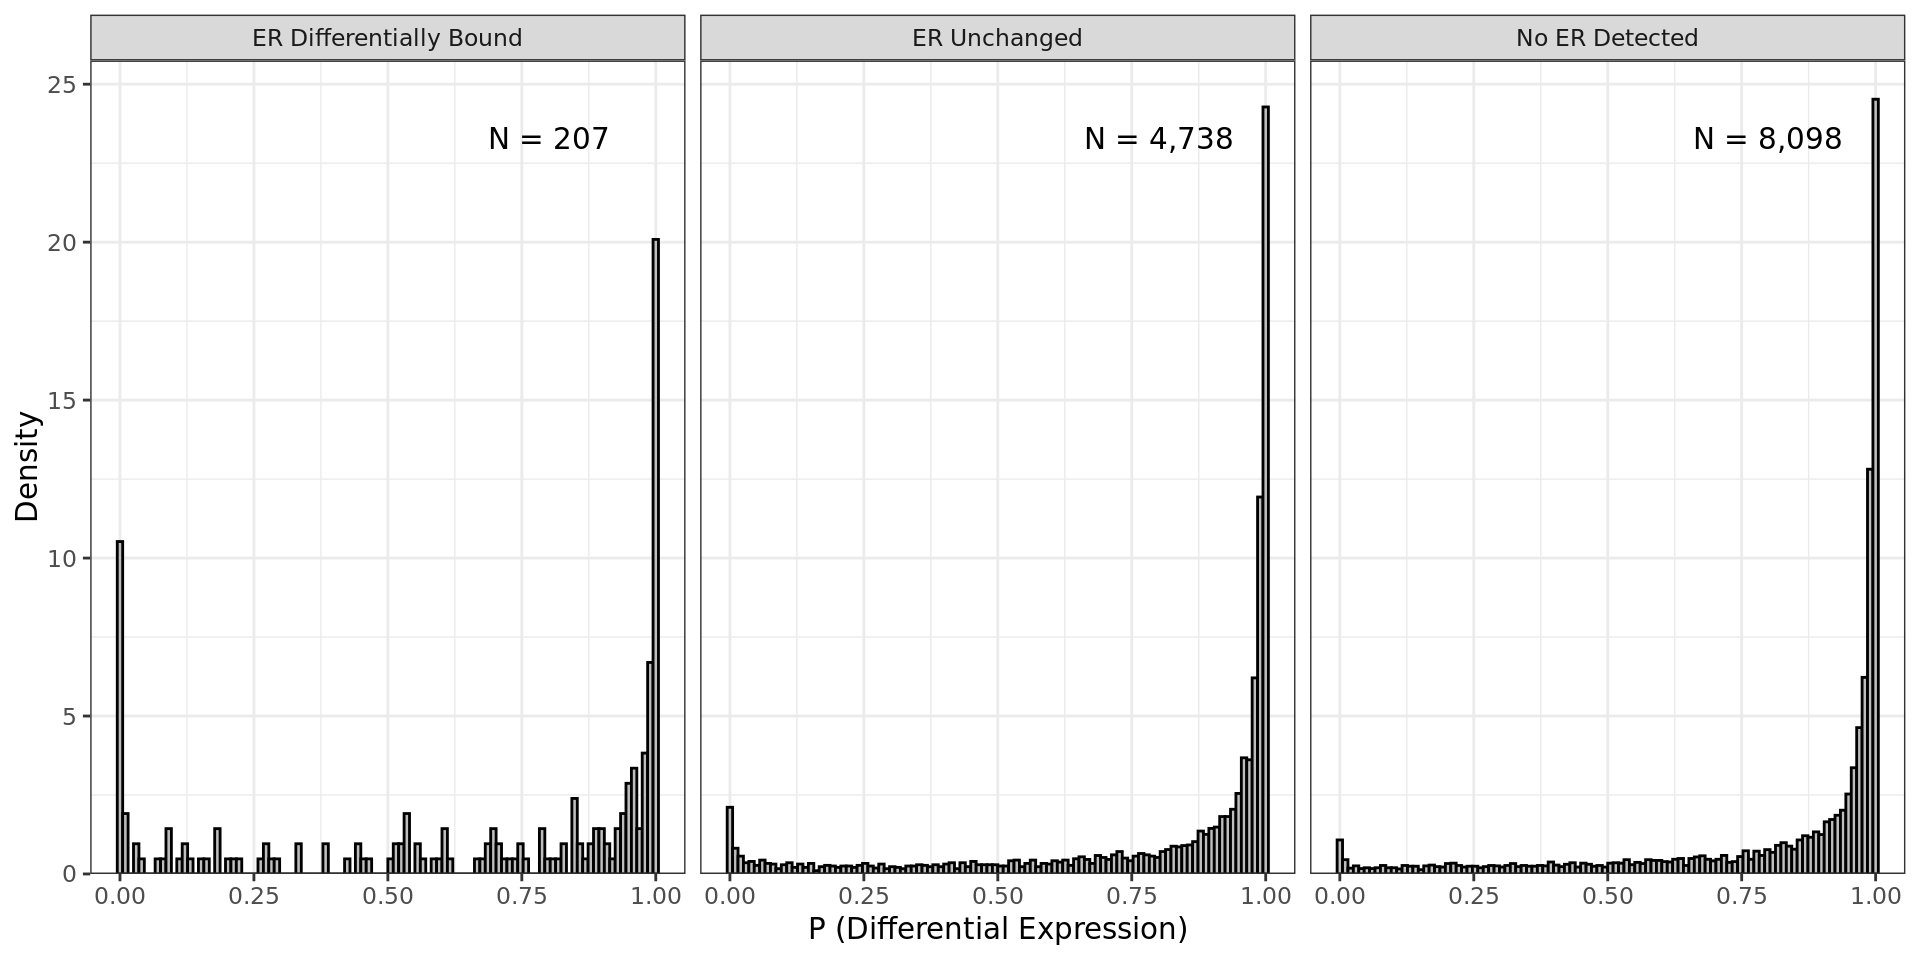 ER Differentially Bound
ER Unchanged
No ER Detected
N = 207
N = 4,738
N = 8,098
25
20
15
10
5
0
Density
0.00 0.25 0.50 0.75 1.00
0.00 0.25 0.50 0.75 1.00
0.00 0.25 0.50 0.75 1.00
P (Differential Expression)